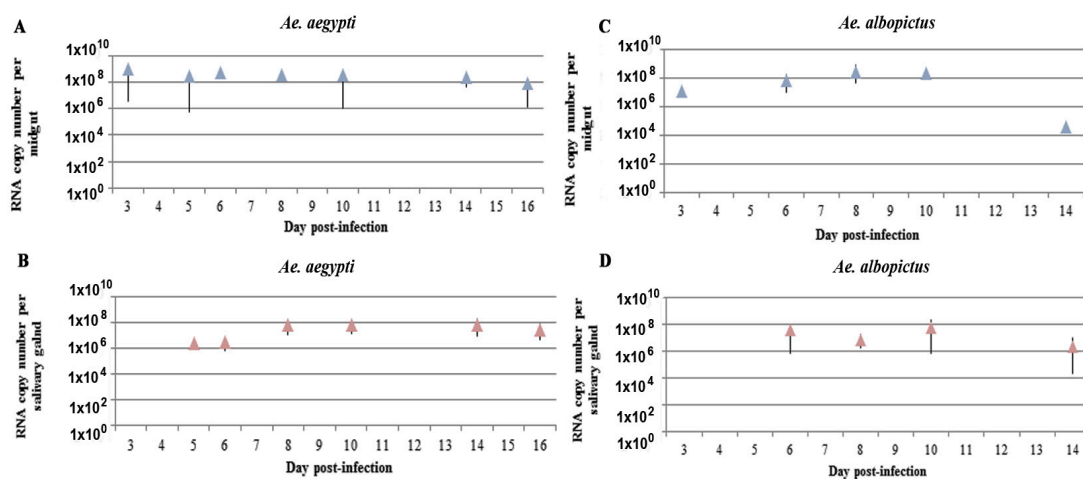 A
Ae. aegypti
RNA copy number per
midgut
1x10^10
1x10^8
1x10^6
1x10^4
1x10^2
1x10^0
3 4 5 6 7 8 9 10 11 12 13 14 15 16
Day post-infection
B
Ae. aegypti
RNA copy number per
salivary galnd
1x10^10
1x10^8
1x10^6
1x10^4
1x10^2
1x10^0
3 4 5 6 7 8 9 10 11 12 13 14 15 16
Day post-infection
C
Ae. albopictus
RNA copy number per
midgut
1x10^10
1x10^8
1x10^6
1x10^4
1x10^2
1x10^0
3 4 5 6 7 8 9 10 11 12 13 14
Day post-infection
D
Ae. albopictus
RNA copy number per
salivary galnd
1x10^10
1x10^8
1x10^6
1x10^4
1x10^2
1x10^0
3 4 5 6 7 8 9 10 11 12 13 14
Day post-infection